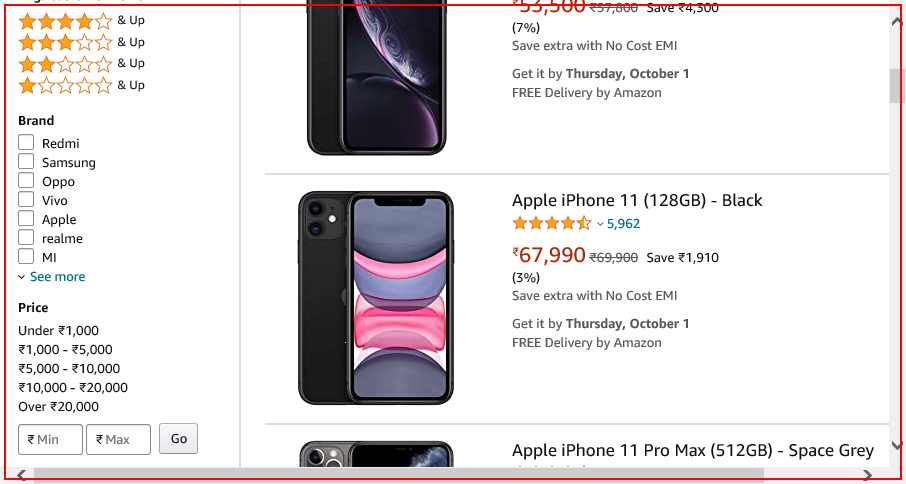 & Up
& Up
& Up
& Up
Brand
Redmi
Samsung
Oppo
Vivo
Apple
realme
MI
See more
Price
Under ₹1,000
₹1,000 - ₹5,000
₹5,000 - ₹10,000
₹10,000 - ₹20,000
Over ₹20,000
₹ Min ₹ Max Go
₹53,500 ₹57,800 Save ₹4,300
(7%)
Save extra with No Cost EMI
Get it by Thursday, October 1
FREE Delivery by Amazon
Apple iPhone 11 (128GB) - Black
5,962
₹67,990 ₹69,900 Save ₹1,910
(3%)
Save extra with No Cost EMI
Get it by Thursday, October 1
FREE Delivery by Amazon
Apple iPhone 11 Pro Max (512GB) - Space Grey